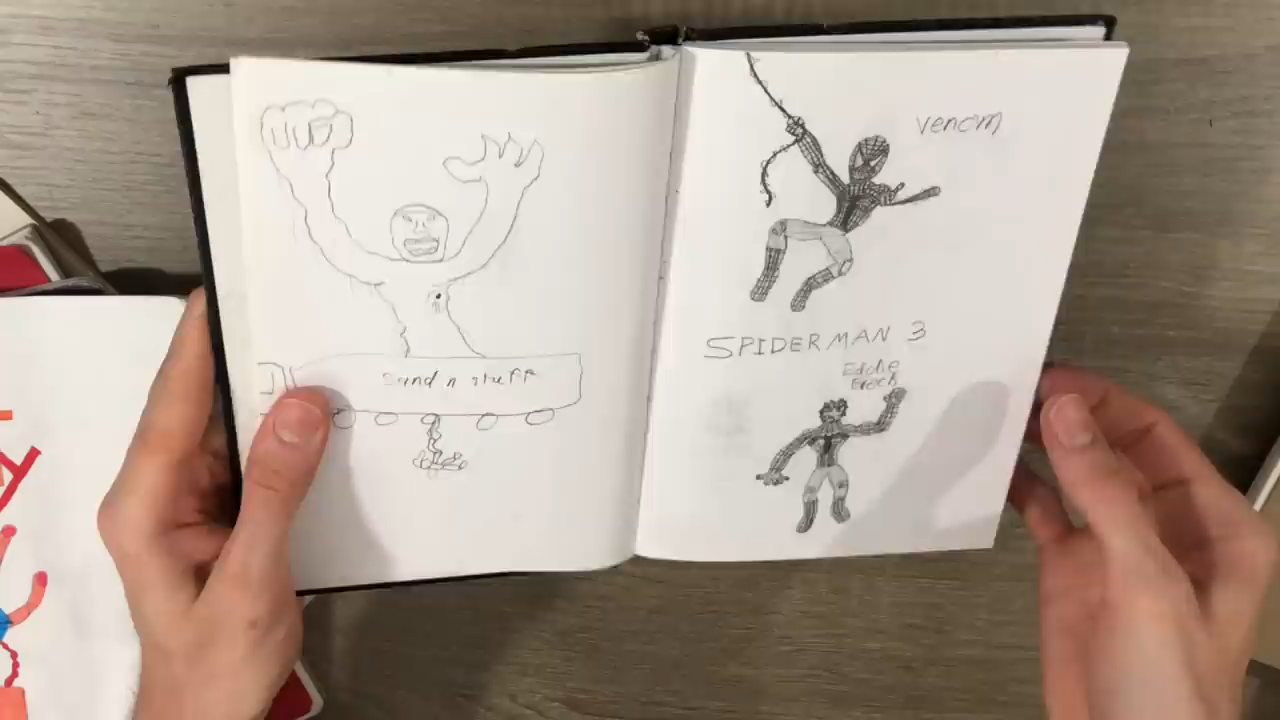 Sand n stuff
venom
SPIDERMAN 3
Eddie
Brock